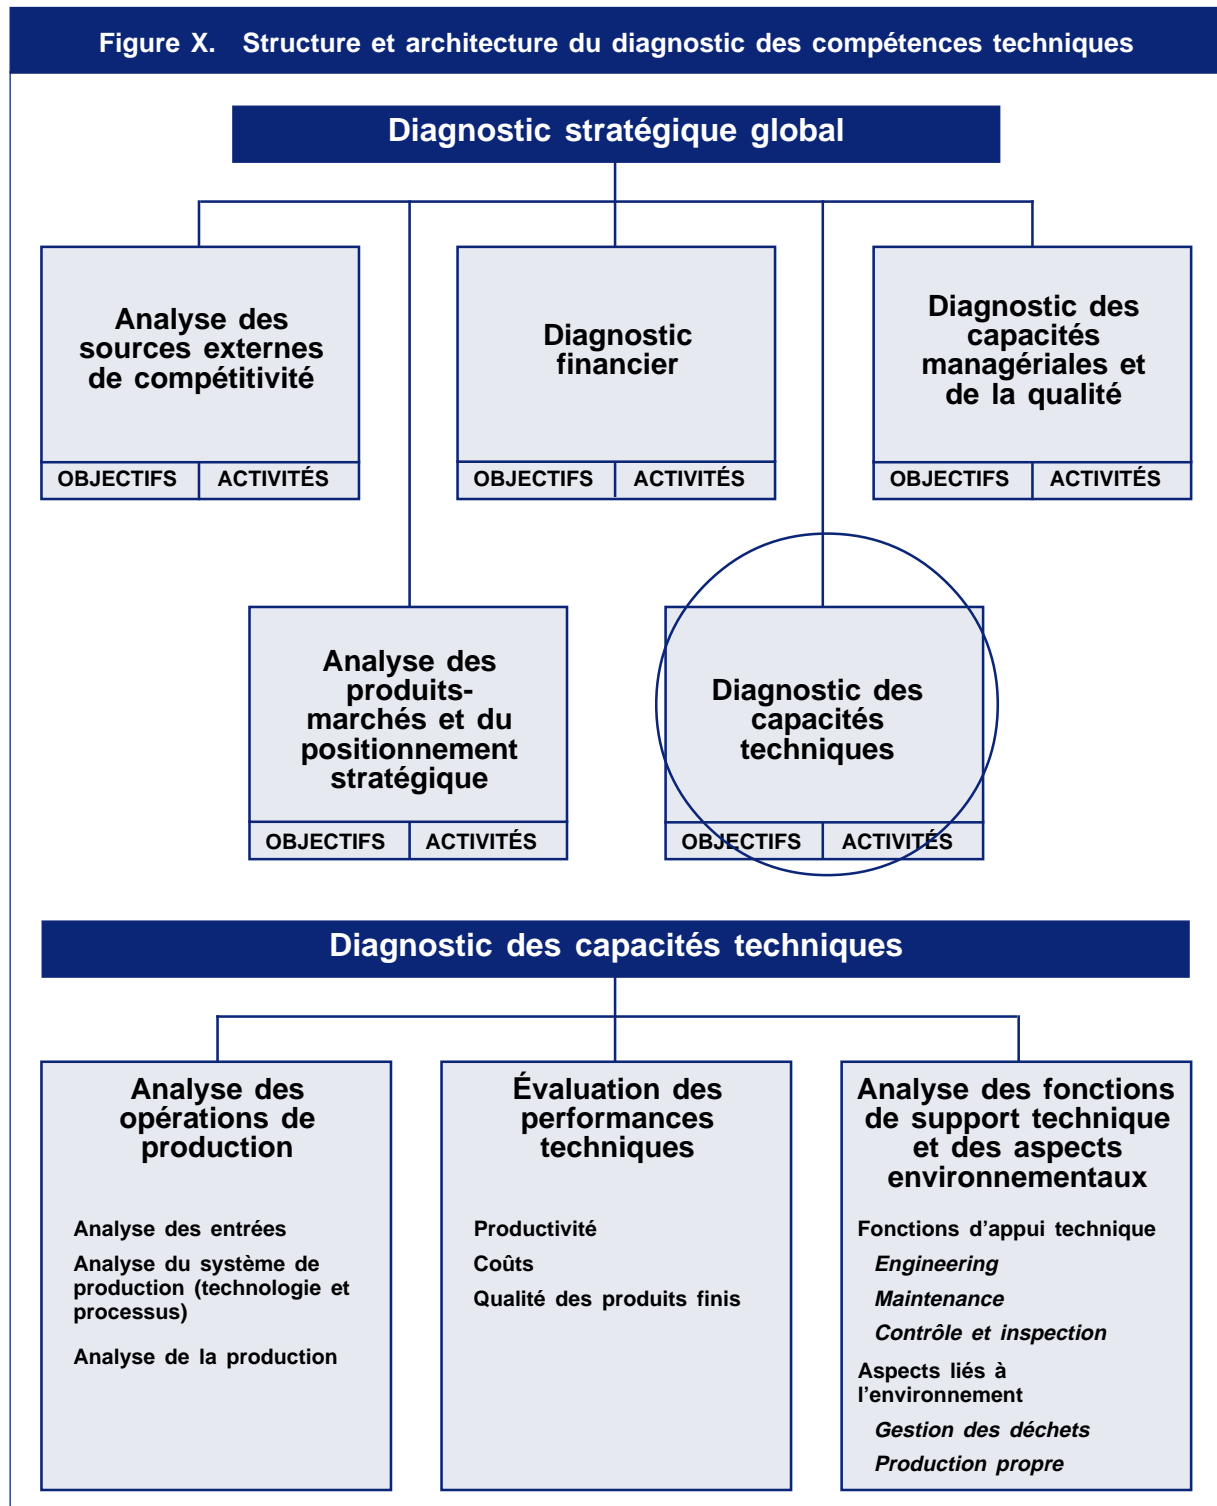 Figure X. Structure et architecture du diagnostic des compétences techniques
Diagnostic stratégique global
Analyse des
sources externes
de compétitivité
OBJECTIFS
ACTIVITÉS
Diagnostic
financier
OBJECTIFS
ACTIVITÉS
Diagnostic des
capacités
managériales et
de la qualité
OBJECTIFS
ACTIVITÉS
Analyse des
produits-
marchés et du
positionnement
stratégique
OBJECTIFS
ACTIVITÉS
Diagnostic des
capacités
techniques
OBJECTIFS
ACTIVITÉS
Diagnostic des capacités techniques
Analyse des
opérations de
production
Analyse des entrées
Analyse du système de
production (technologie et
processus)
Analyse de la production
Évaluation des
performances
techniques
Productivité
Coûts
Qualité des produits finis
Analyse des fonctions
de support technique
et des aspects
environnementaux
Fonctions d'appui technique
Engineering
Maintenance
Contrôle et inspection
Aspects liés à
l'environnement
Gestion des déchets
Production propre